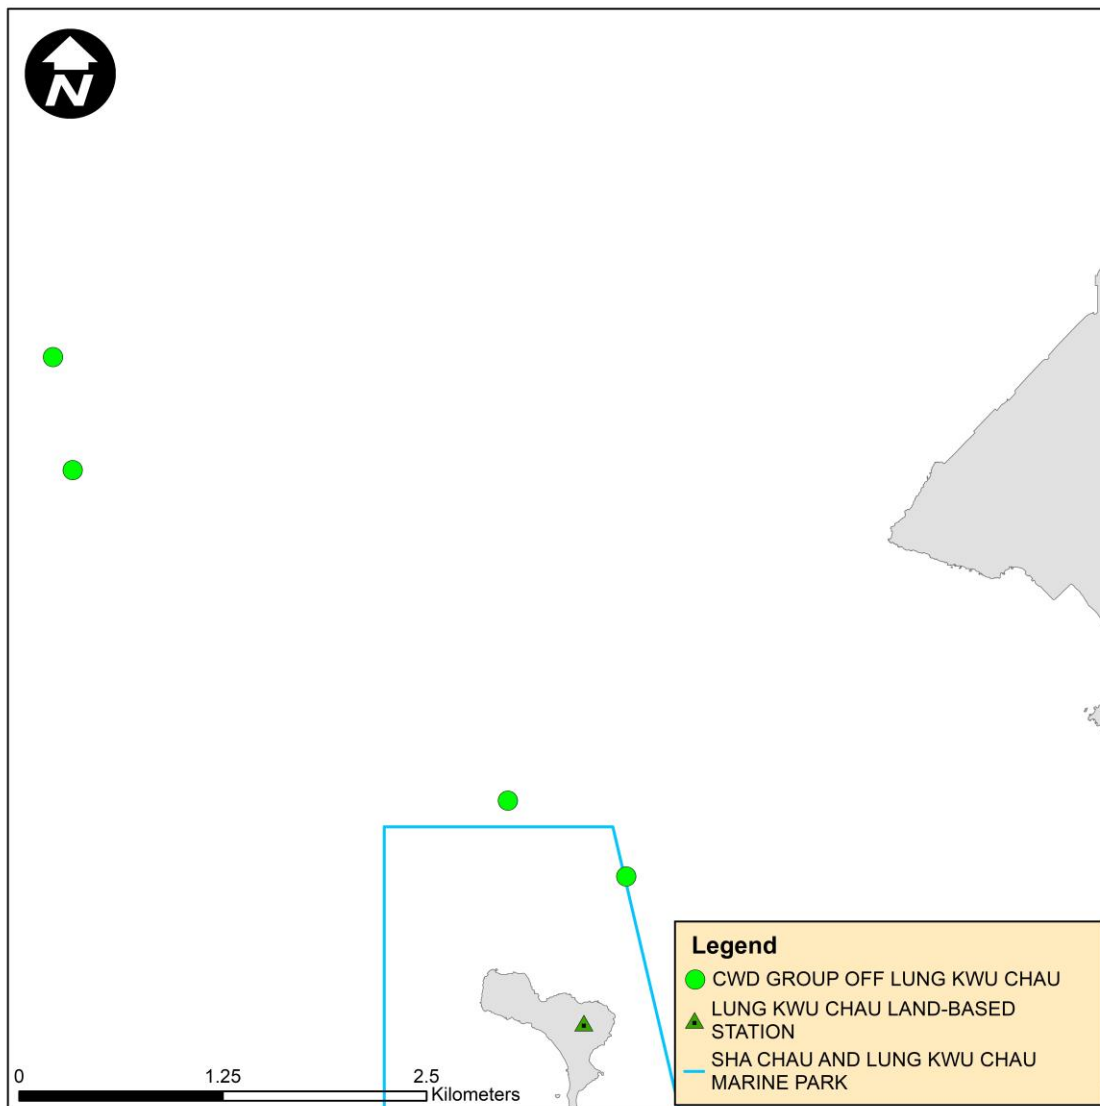 N
Legend
CWD GROUP OFF LUNG KWU CHAU
LUNG KWU CHAU LAND-BASED
STATION
SHA CHAU AND LUNG KWU CHAU
MARINE PARK
0 1.25 2.5
Kilometers